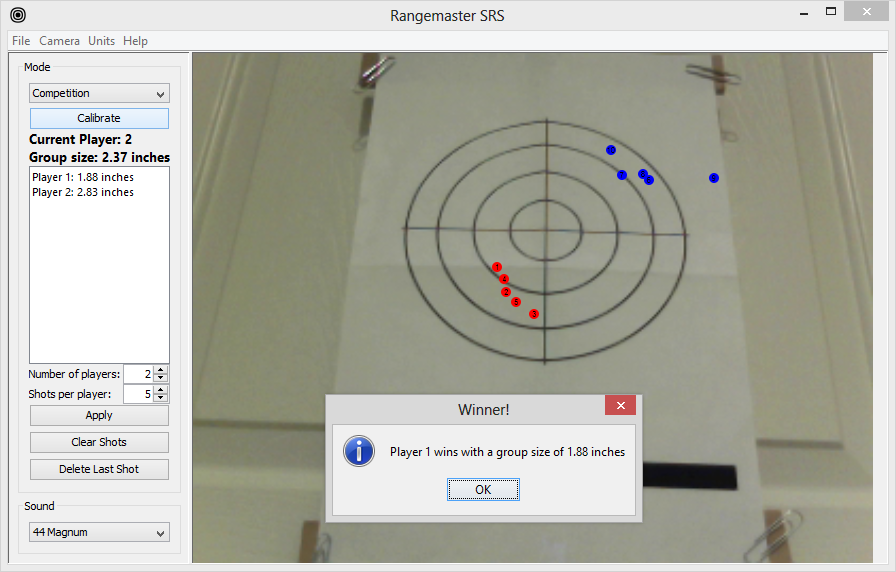 Rangemaster SRS
File Camera Units Help
Mode
Competition
Calibrate
Current Player: 2
Group size: 2.37 inches
Player 1: 1.88 inches
Player 2: 2.83 inches
Number of players: 2
Shots per player: 5
Apply
Clear Shots
Delete Last Shot
Sound
44 Magnum
Winner!
Player 1 wins with a group size of 1.88 inches
OK